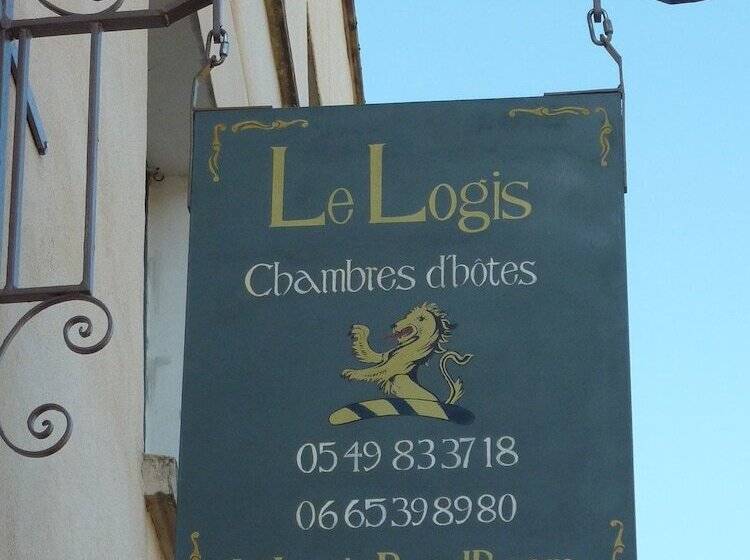 Le Logis
Chambres d'hôtes
05 49 83 37 18
06 65 39 89 80